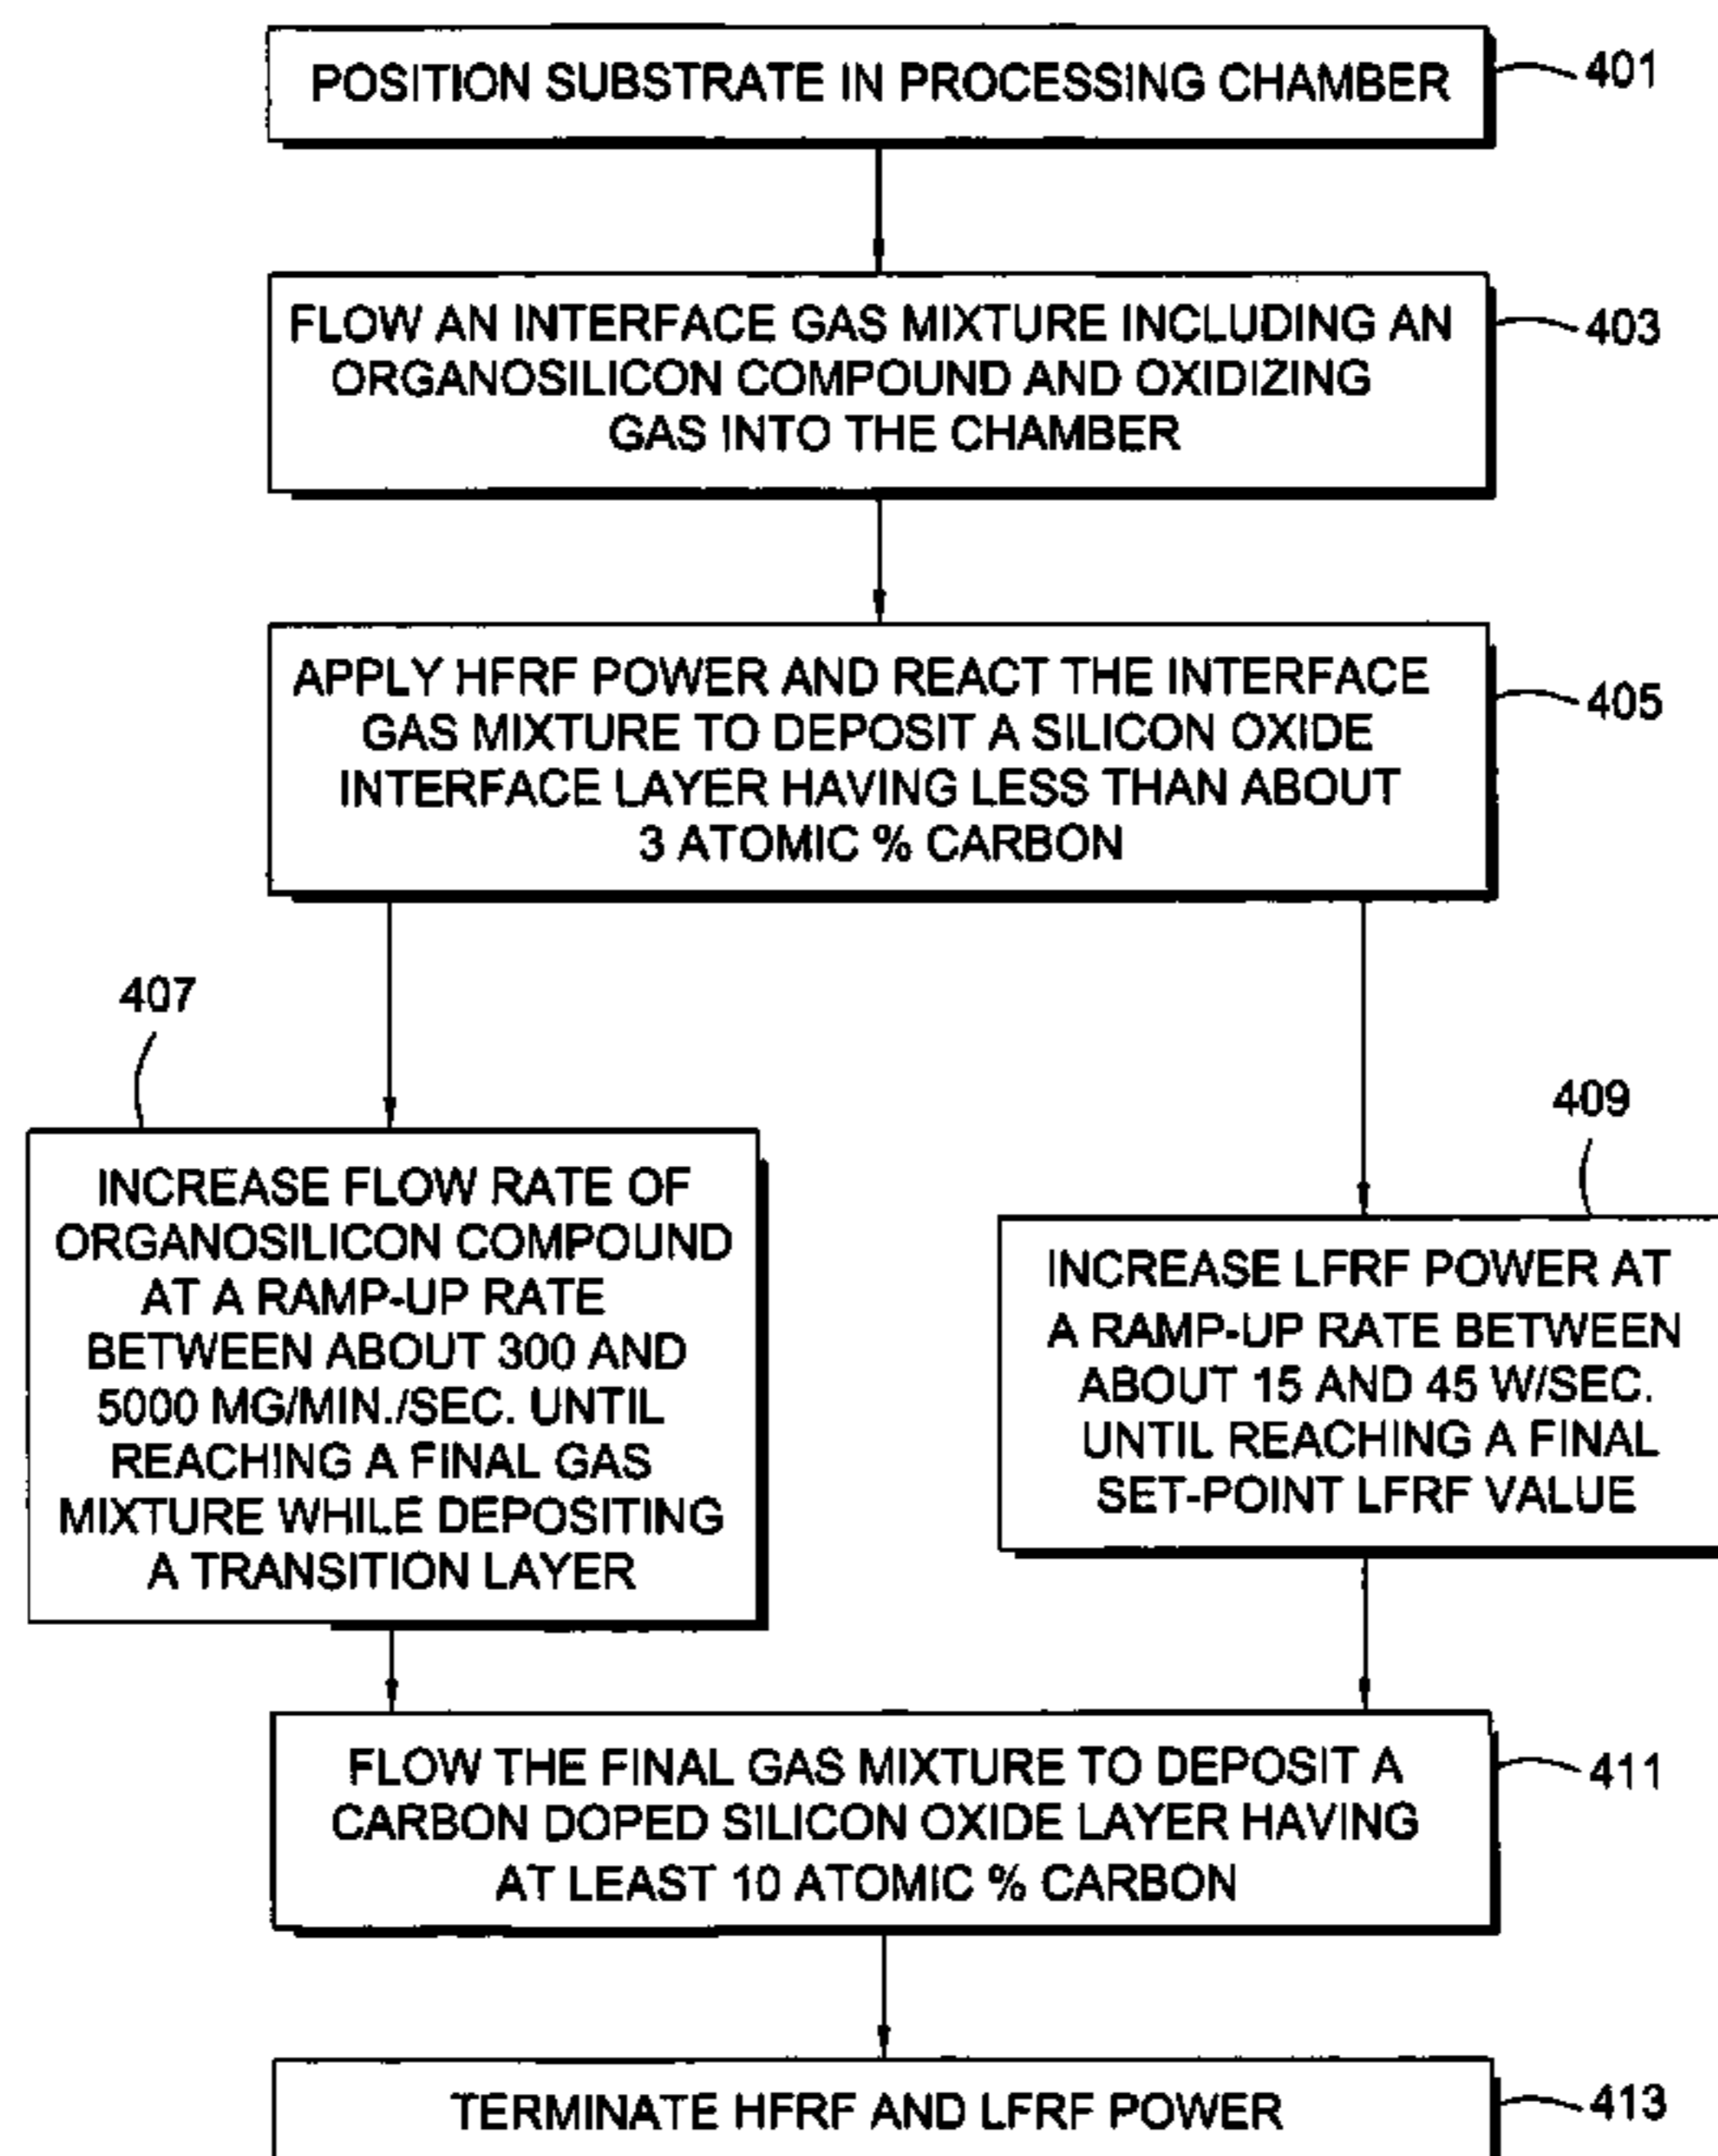 POSITION SUBSTRATE IN PROCESSING CHAMBER
401
FLOW AN INTERFACE GAS MIXTURE INCLUDING AN
ORGANOSILICON COMPOUND AND OXIDIZING
GAS INTO THE CHAMBER
403
APPLY HFRF POWER AND REACT THE INTERFACE
GAS MIXTURE TO DEPOSIT A SILICON OXIDE
INTERFACE LAYER HAVING LESS THAN ABOUT
3 ATOMIC % CARBON
405
407
INCREASE FLOW RATE OF
ORGANOSILICON COMPOUND
AT A RAMP-UP RATE
BETWEEN ABOUT 300 AND
5000 MG/MIN./SEC. UNTIL
REACHING A FINAL GAS
MIXTURE WHILE DEPOSITING
A TRANSITION LAYER
409
INCREASE LFRF POWER AT
A RAMP-UP RATE BETWEEN
ABOUT 15 AND 45 W/SEC.
UNTIL REACHING A FINAL
SET-POINT LFRF VALUE
FLOW THE FINAL GAS MIXTURE TO DEPOSIT A
CARBON DOPED SILICON OXIDE LAYER HAVING
AT LEAST 10 ATOMIC % CARBON
411
TERMINATE HFRF AND LFRF POWER
413